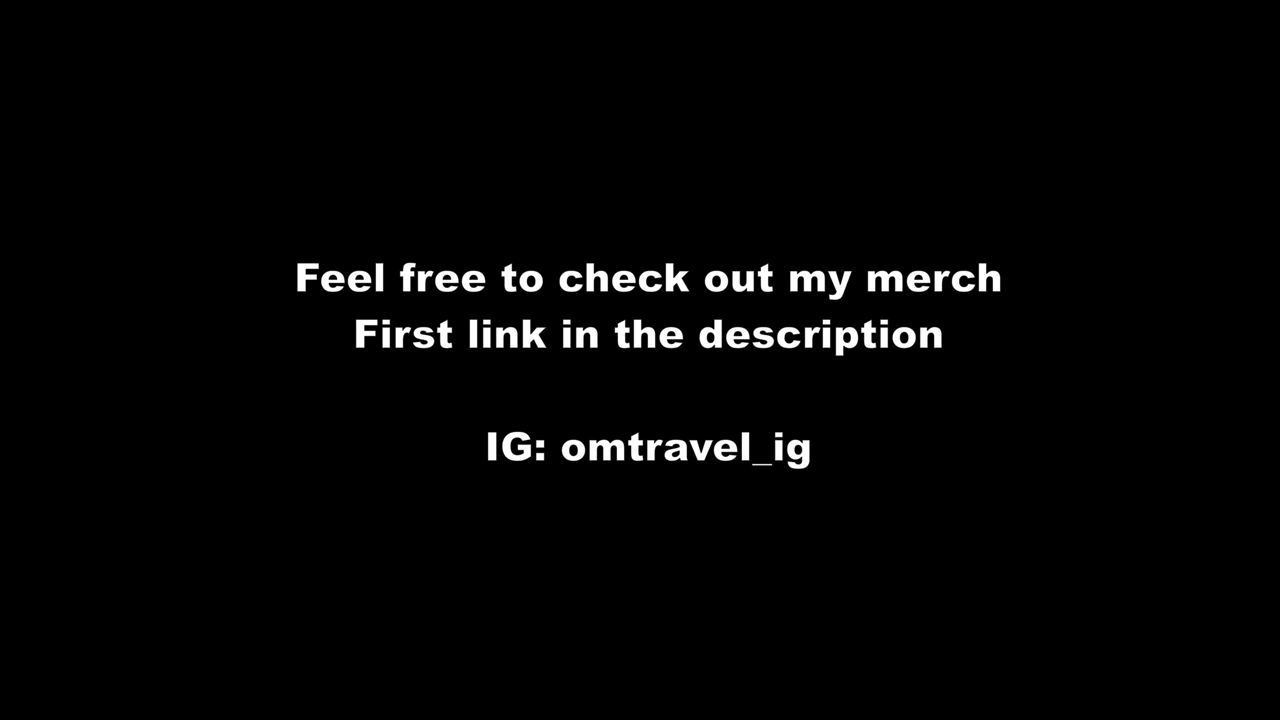 Feel free to check out my merch
First link in the description
IG: omtravel_ig